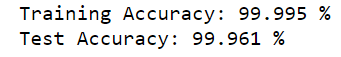 Training Accuracy: 99.995 %
Test Accuracy: 99.961 %